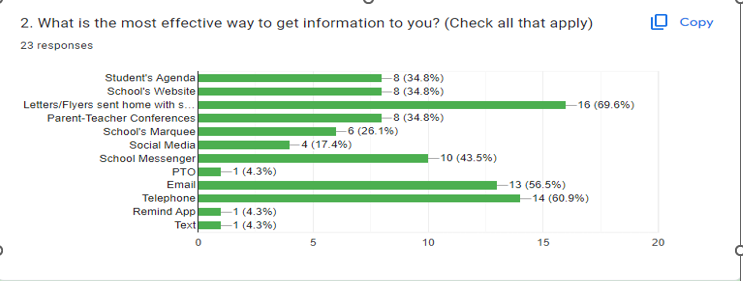 2. What is the most effective way to get information to you? (Check all that apply)
Copy
23 responses
Student's Agenda 8 (34.8%)
School's Website 8 (34.8%)
Letters/Flyers sent home with s... 16 (69.6%)
Parent-Teacher Conferences 8 (34.8%)
School's Marquee 6 (26.1%)
Social Media 4 (17.4%)
School Messenger 10 (43.5%)
PTO 1 (4.3%)
Email 13 (56.5%)
Telephone 14 (60.9%)
Remind App 1 (4.3%)
Text 1 (4.3%)
0 5 10 15 20